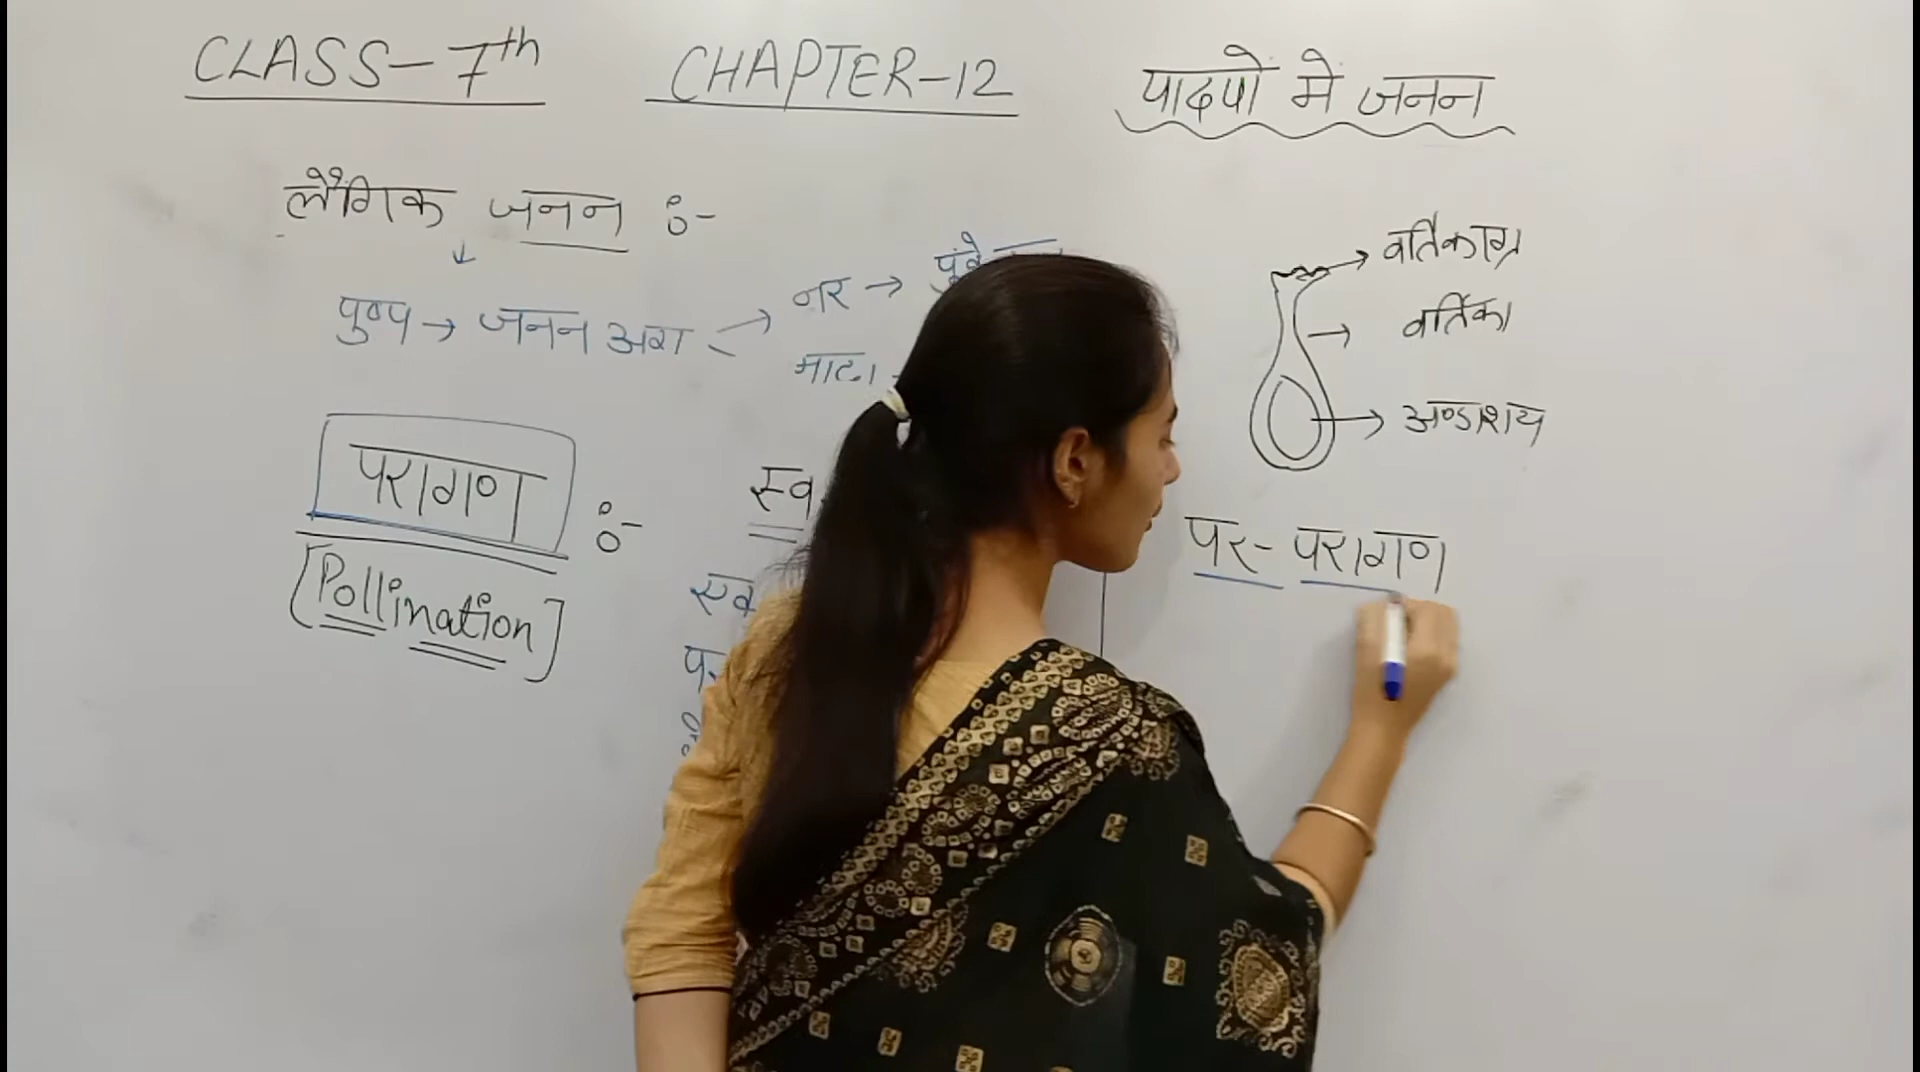 CLASS-7th CHAPTER-12 पादपों में जनन
लैंगिक जनन :-
पुष्प → जनन अंग
नर →
मादा
वर्तिकाग्र
वर्तिका
अण्डाशय
परागण :-
[Pollination]
स्व
पर-परागण
स्व